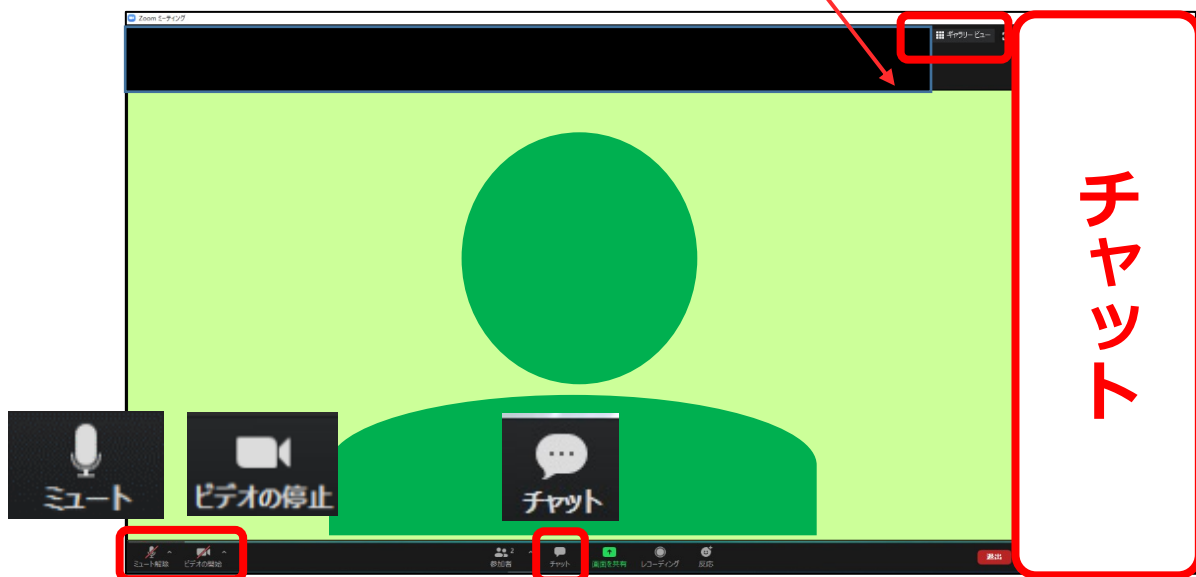 Zoom ミーティング
ギャラリービュー
チャット
ミュート
ビデオの停止
チャット
ミュート解除
ビデオの開始
参加者
2
チャット
画面を共有
レコーディング
反応
退出